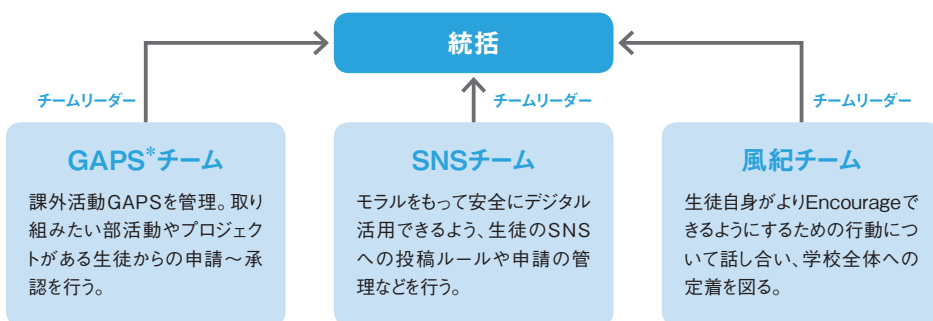 統括
チームリーダー
チームリーダー
チームリーダー
GAPS*チーム
課外活動GAPSを管理。取り
組みたい部活動やプロジェク
トがある生徒からの申請〜承
認を行う。
SNSチーム
モラルをもって安全にデジタル
活用できるよう、生徒のSNS
への投稿ルールや申請の管
理などを行う。
風紀チーム
生徒自身がよりEncourageで
きるようにするための行動につ
いて話し合い、学校全体への
定着を図る。